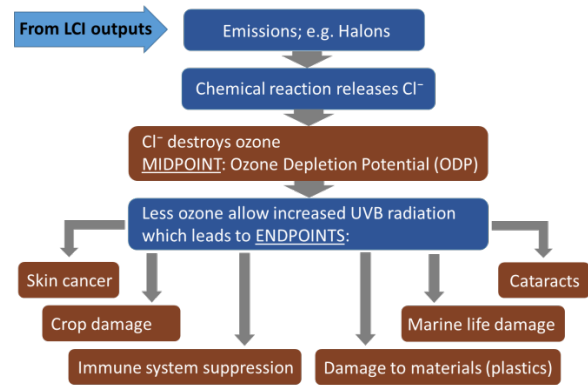 From LCI outputs
Emissions; e.g. Halons
Chemical reaction releases Cl⁻
Cl⁻ destroys ozone
MIDPOINT: Ozone Depletion Potential (ODP)
Less ozone allow increased UVB radiation
which leads to ENDPOINTS:
Skin cancer
Cataracts
Crop damage
Marine life damage
Immune system suppression
Damage to materials (plastics)